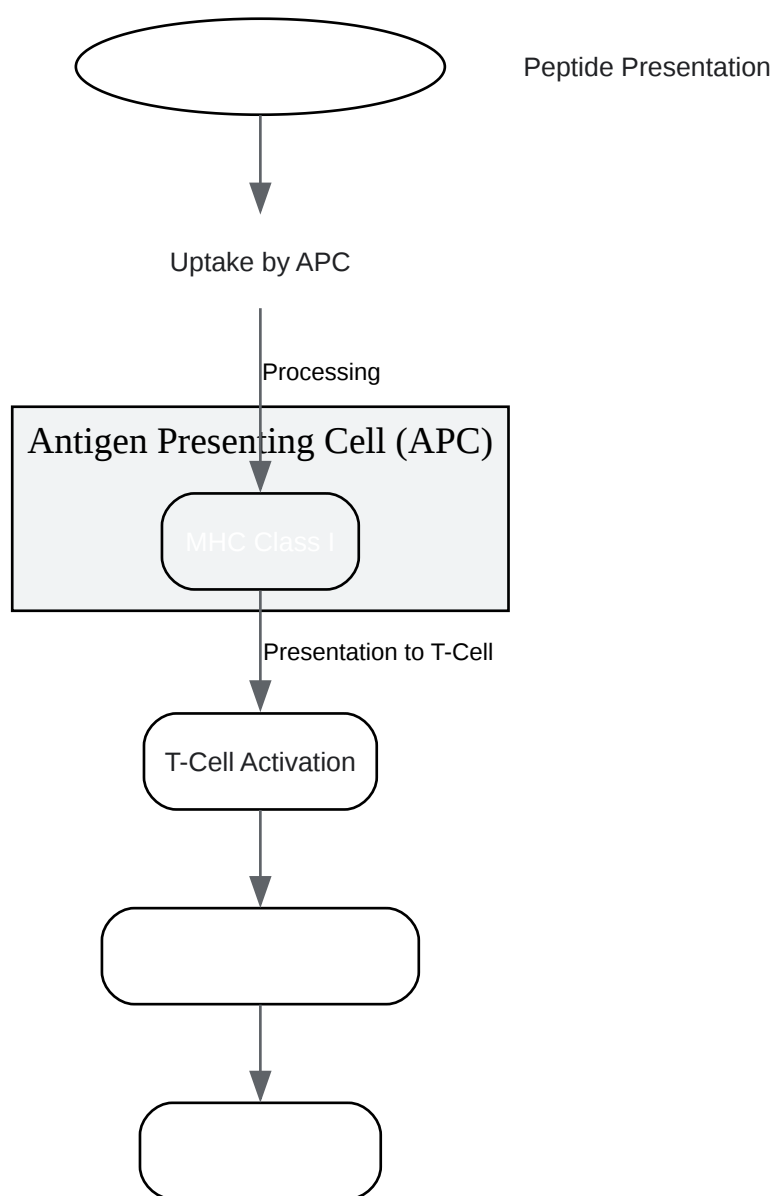 Peptide Presentation
Uptake by APC
Processing
Antigen Presenting Cell (APC)
MHC Class I
Presentation to T-Cell
T-Cell Activation